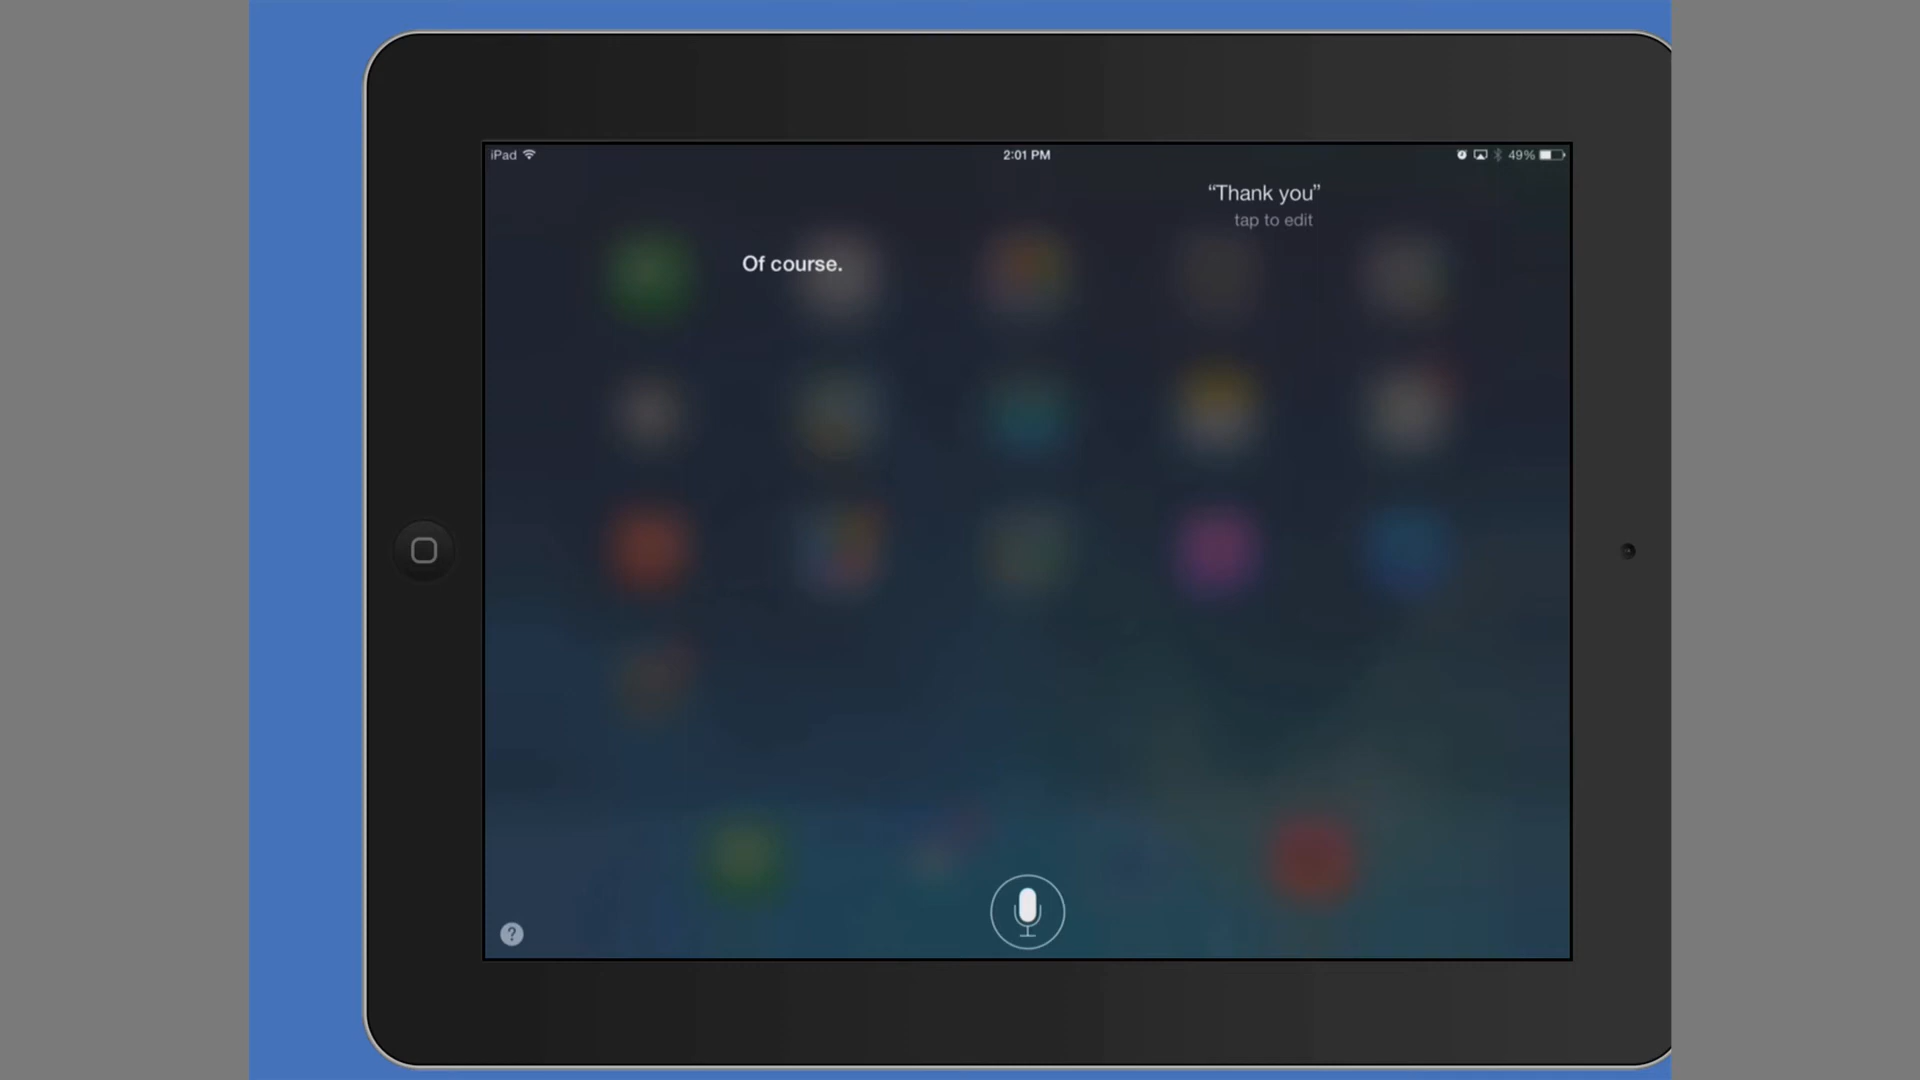 iPad
2:01 PM
49%
“Thank you”
tap to edit
Of course.
?